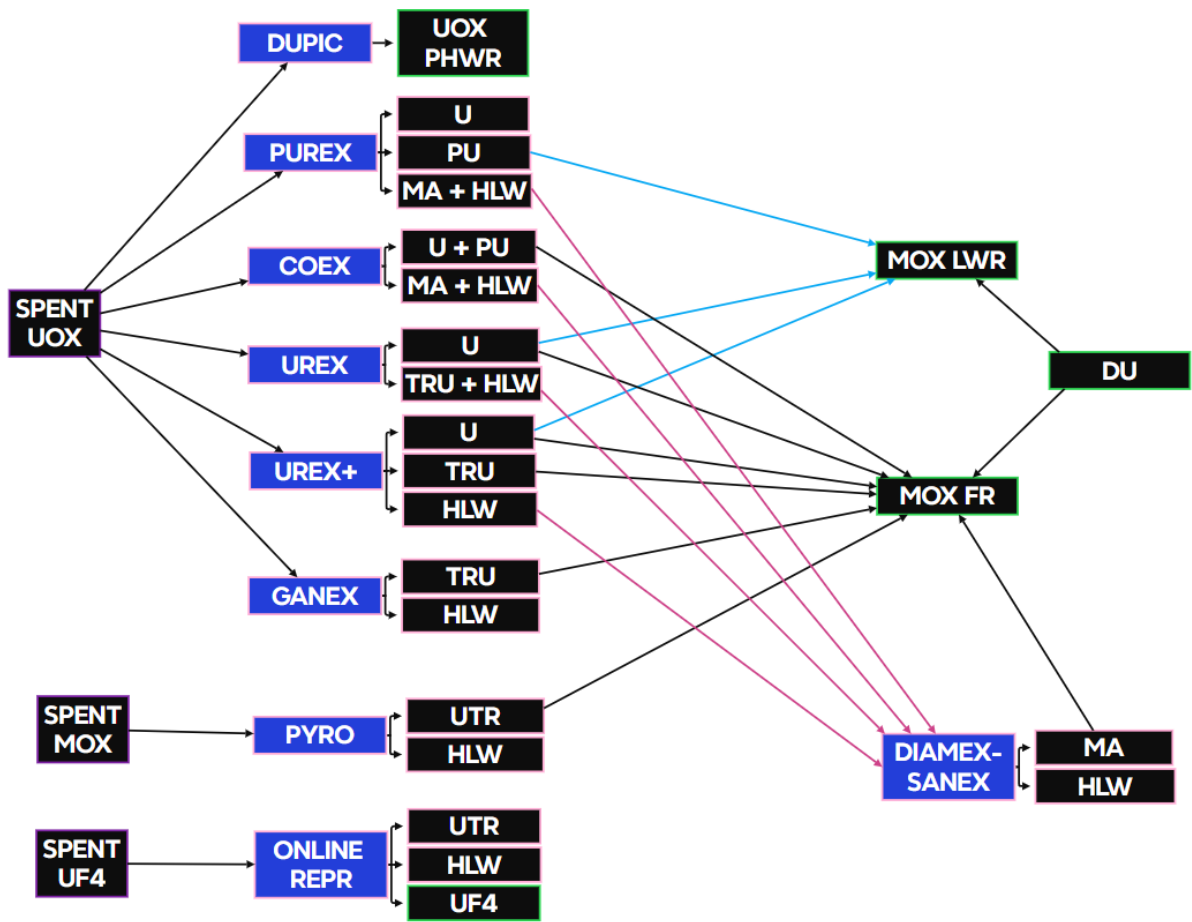 DUPIC
UOX
PHWR
PUREX
U
PU
MA + HLW
COEX
U + PU
MA + HLW
SPENT
UOX
UREX
U
TRU + HLW
UREX+
U
TRU
HLW
GANEX
TRU
HLW
MOX LWR
DU
MOX FR
SPENT
MOX
PYRO
UTR
HLW
DIAMEX-
SANEX
MA
HLW
SPENT
UF4
ONLINE
REPR
UTR
HLW
UF4